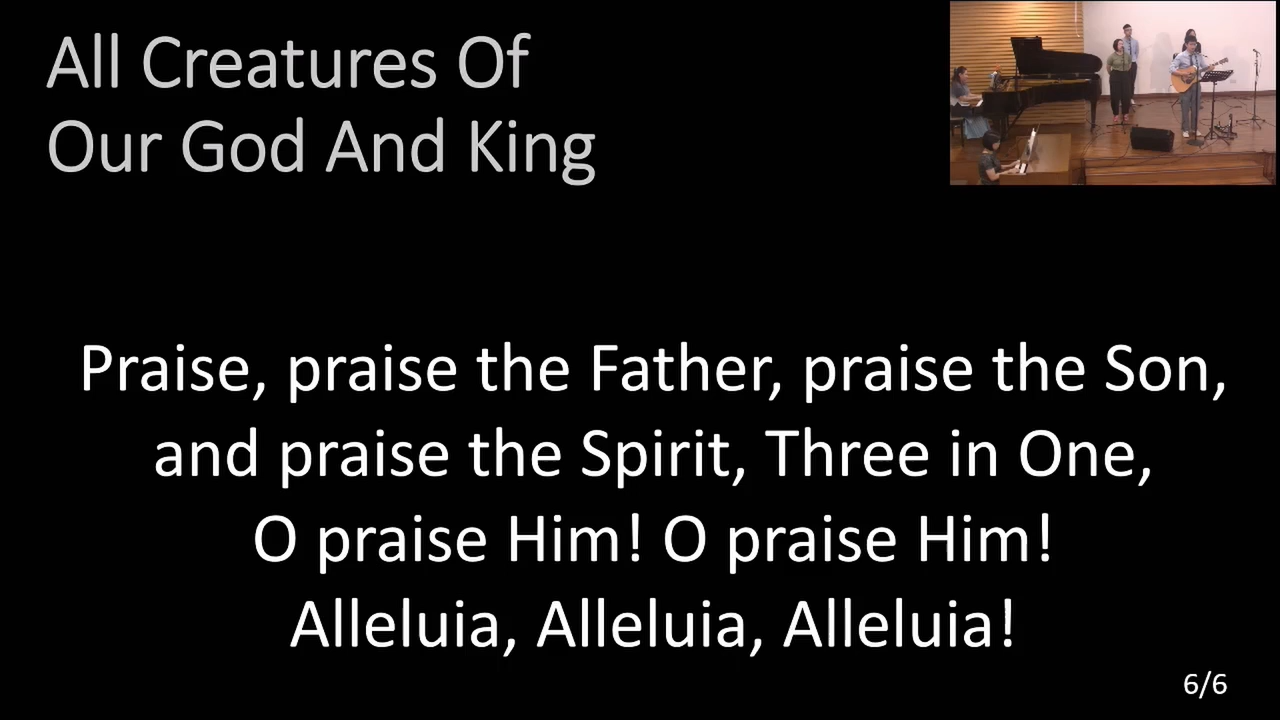 All Creatures Of
Our God And King
Praise, praise the Father, praise the Son,
and praise the Spirit, Three in One,
O praise Him! O praise Him!
Alleluia, Alleluia, Alleluia!
6/6